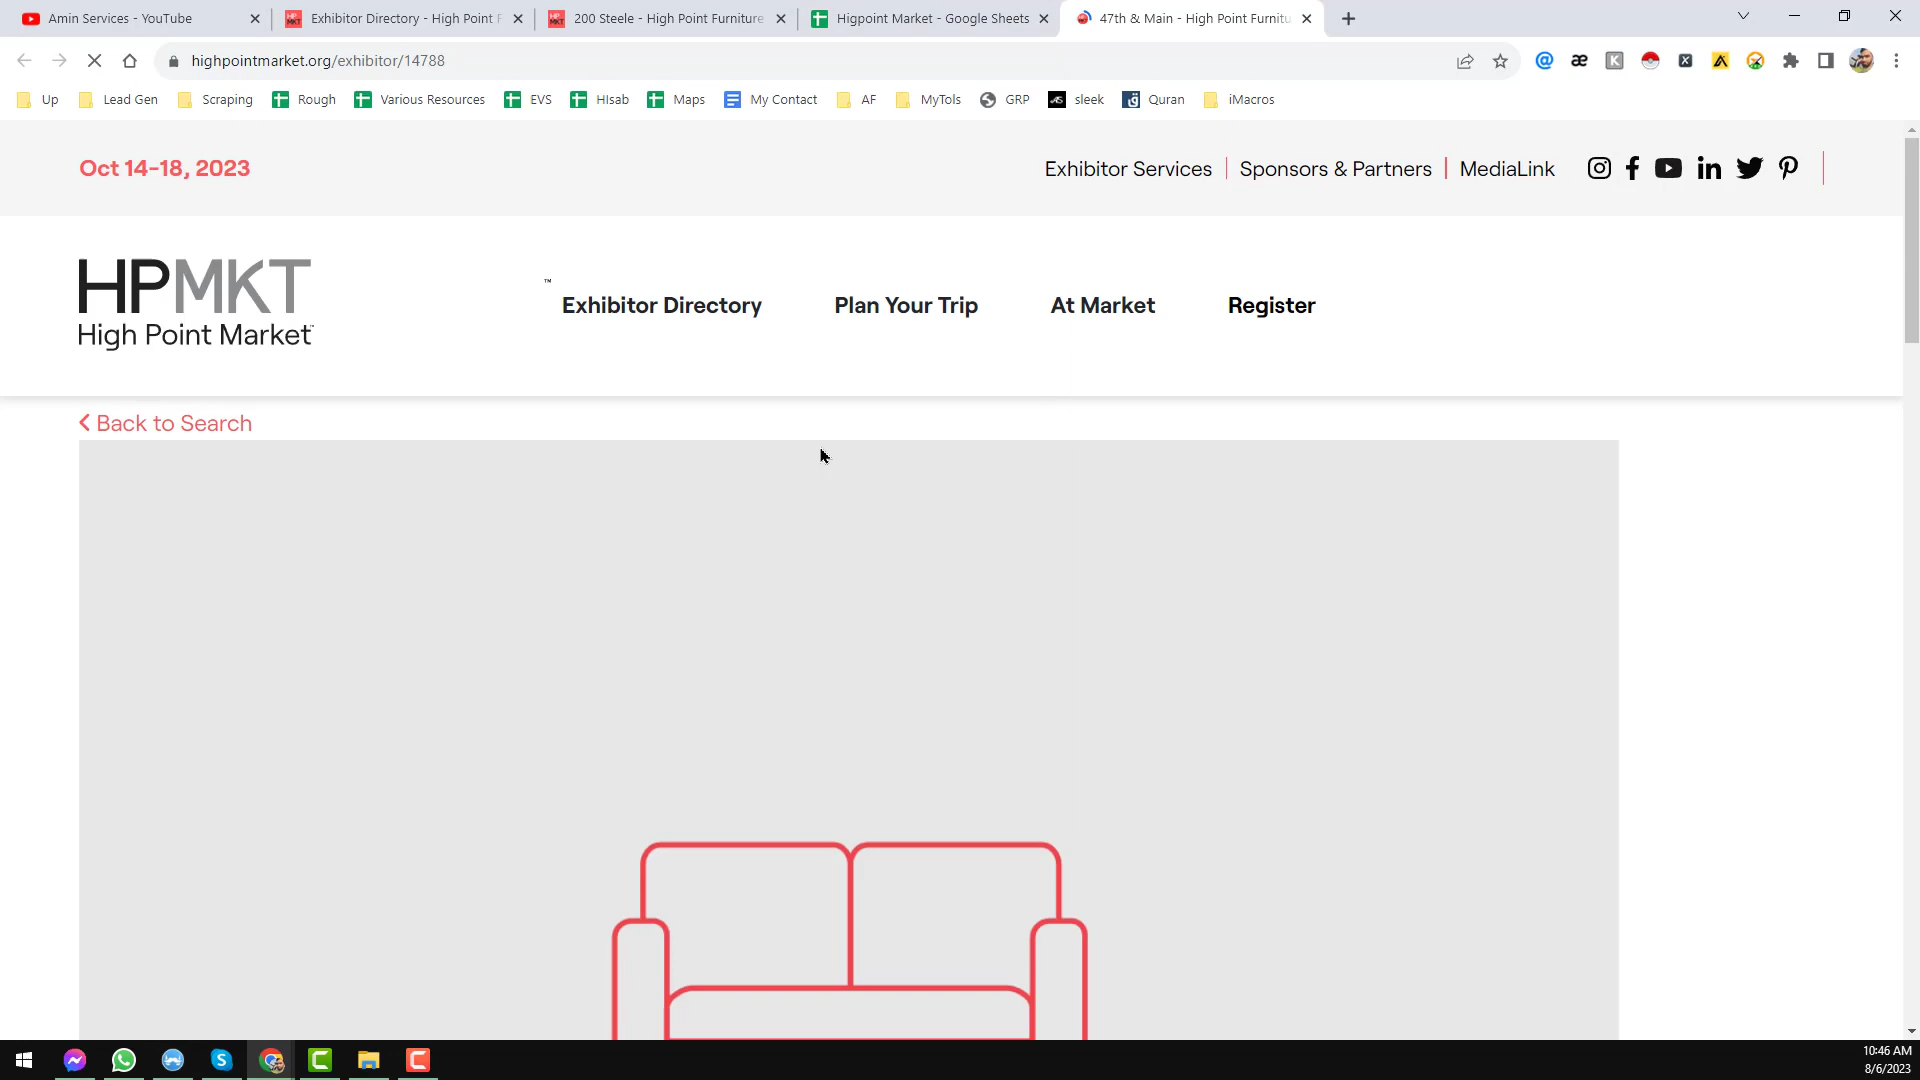 Amin Services - YouTube
Exhibitor Directory - High Point F
200 Steele - High Point Furniture
Higpoint Market - Google Sheets
47th & Main - High Point Furnitu
highpointmarket.org/exhibitor/14788
Up
Lead Gen
Scraping
Rough
Various Resources
EVS
HIsab
Maps
My Contact
AF
MyTols
GRP
sleek
Quran
iMacros
Oct 14-18, 2023
Exhibitor Services
Sponsors & Partners
MediaLink
HPMKT
High Point Market
™
Exhibitor Directory
Plan Your Trip
At Market
Register
Back to Search
10:46 AM
8/6/2023